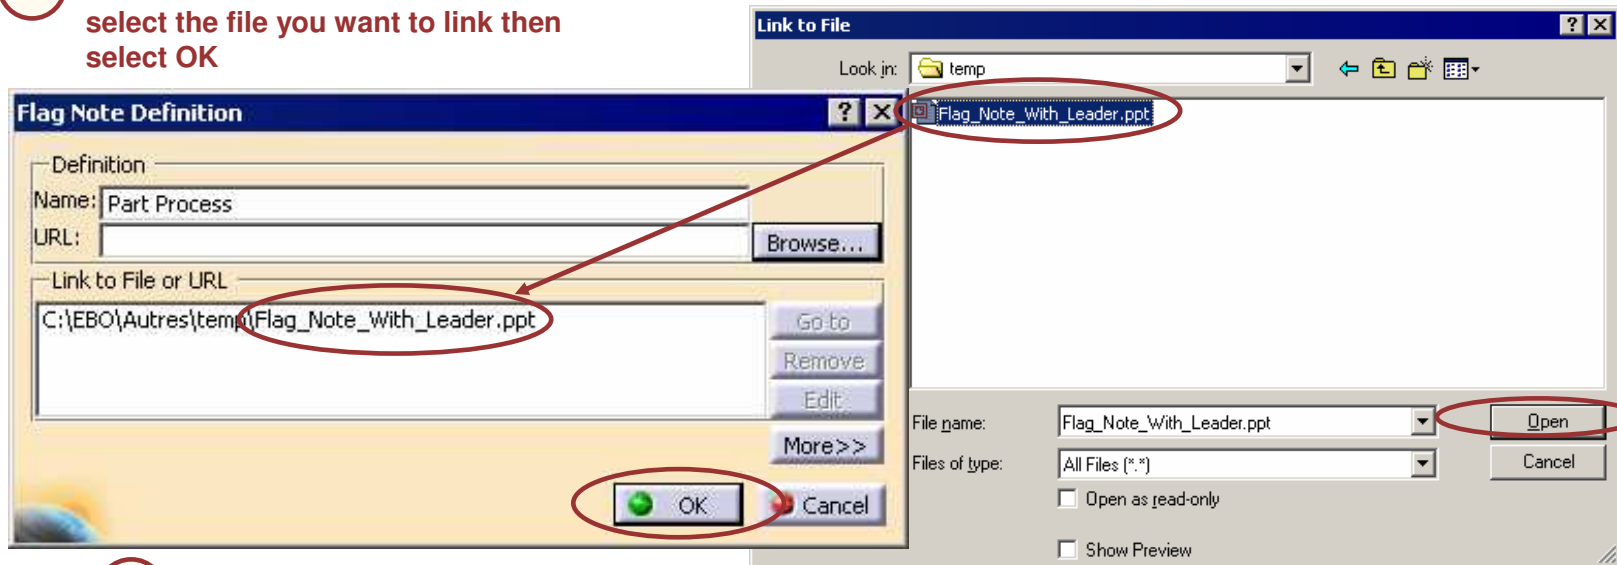 select the file you want to link then
select OK
Flag Note Definition
Definition
Name: Part Process
URL:
Browse...
Link to File or URL
C:\EBO\Autres\temp\Flag_Note_With_Leader.ppt
Go to
Remove
Edit
More>>
OK
Cancel
Link to File
Look in: temp
Flag_Note_With_Leader.ppt
File name: Flag_Note_With_Leader.ppt
Open
Files of type: All Files (*.*)
Cancel
Open as read-only
Show Preview